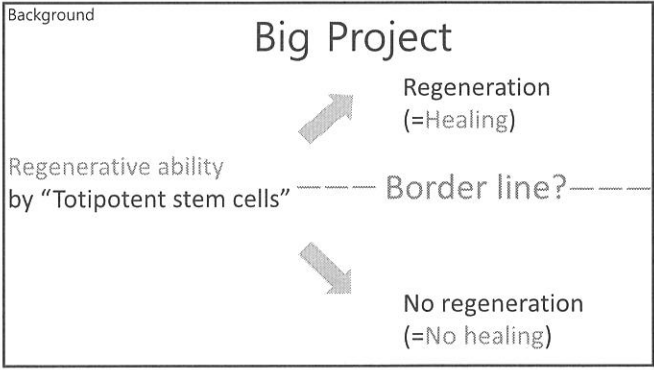 Background
Big Project
Regeneration
(=Healing)
Regenerative ability
by “Totipotent stem cells”
Border line?
No regeneration
(=No healing)